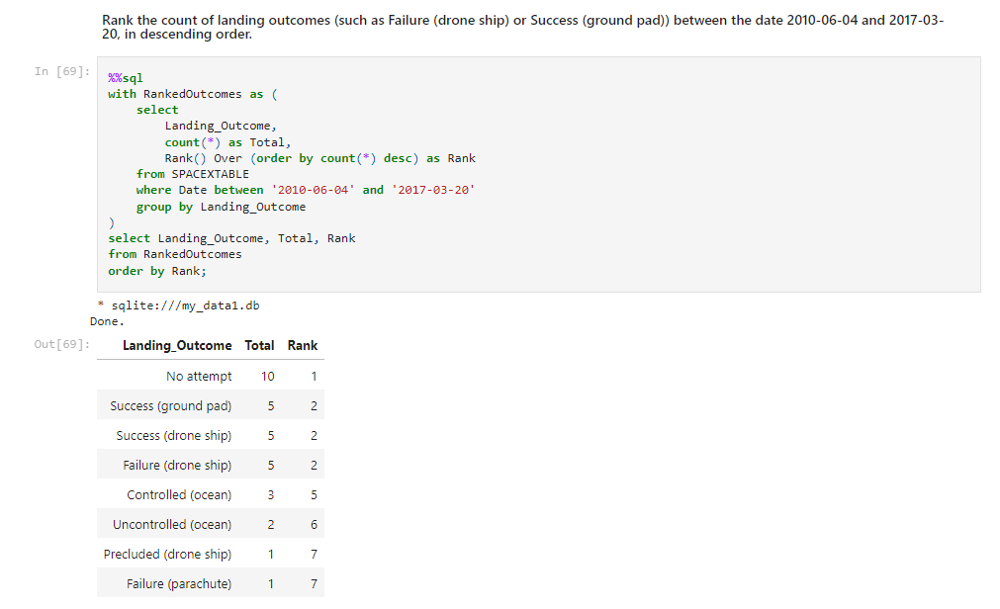 Rank the count of landing outcomes (such as Failure (drone ship) or Success (ground pad)) between the date 2010-06-04 and 2017-03-
20, in descending order.
In [69]:
%%sql
with RankedOutcomes as (
    select
        Landing_Outcome,
        count(*) as Total,
        Rank() Over (order by count(*) desc) as Rank
    from SPACEXTABLE
    where Date between '2010-06-04' and '2017-03-20'
    group by Landing_Outcome
)
select Landing_Outcome, Total, Rank
from RankedOutcomes
order by Rank;
* sqlite:///my_data1.db
Done.
Out[69]:
Landing_Outcome Total Rank
No attempt 10 1
Success (ground pad) 5 2
Success (drone ship) 5 2
Failure (drone ship) 5 2
Controlled (ocean) 3 5
Uncontrolled (ocean) 2 6
Precluded (drone ship) 1 7
Failure (parachute) 1 7